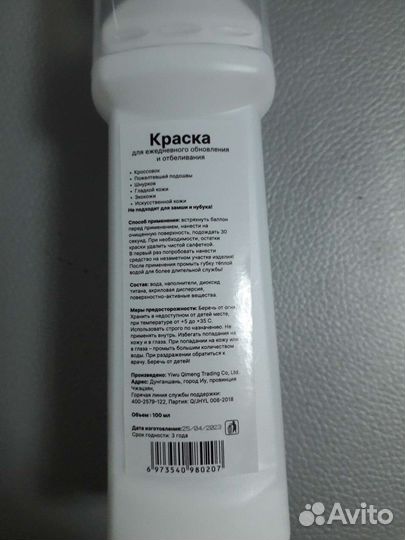 Краска
для ежедневного обновления
и отбеливания
• Кроссовок
• Пожелтевшей подошвы
• Шнурков
• Гладкой кожи
• Экокожи
• Искусственной кожи
Не подходит для замши и нубука!
Способ применения: встряхнуть баллон
перед применением, нанести на
очищенную поверхность, подождать 30
секунд. При необходимости, остатки
краски удалить чистой салфеткой.
В первый раз попробовать нанести
средство на незаметном участке изделия!
После применения промыть губку тёплой
водой для более длительной службы!
Состав: вода, наполнители, диоксид
титана, акриловая дисперсия,
поверхностно-активные вещества.
Меры предосторожности: Беречь от огня.
Хранить в недоступном от детей месте,
при температуре от +5 до +35 С.
Использовать строго по назначению. Не
применять внутрь. Избегать попадания на
кожу и в глаза. При попадании на кожу или
в глаза – промыть большим количеством
воды. При раздражении обратиться к
врачу. Беречь от детей!
Произведено: Yiwu Qimeng Trading Co., Ltd.
Адрес: Дунганшань, город Иу, провинция
Чжэцзян,
Горячая линия службы поддержки:
400-2579-122, Партия: Q/JHYL 006-2018
Объем : 100 мл
Дата изготовления:25/04/2023
Срок годности: 3 года
6 973540 980207
Avito